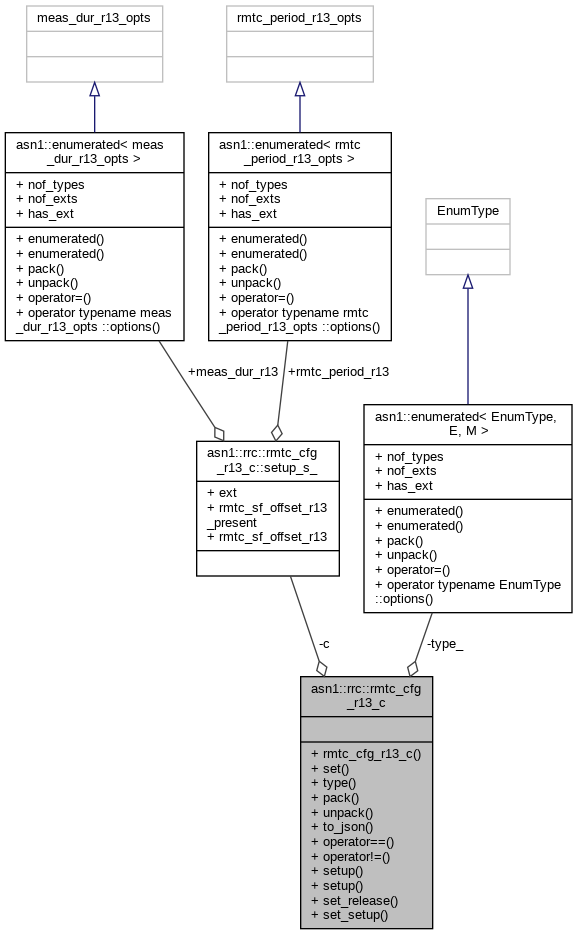 meas_dur_r13_opts
rmtc_period_r13_opts
asn1::enumerated< meas
_dur_r13_opts >
+ nof_types
+ nof_exts
+ has_ext
+ enumerated()
+ enumerated()
+ pack()
+ unpack()
+ operator=()
+ operator typename meas
_dur_r13_opts ::options()
asn1::enumerated< rmtc
_period_r13_opts >
+ nof_types
+ nof_exts
+ has_ext
+ enumerated()
+ enumerated()
+ pack()
+ unpack()
+ operator=()
+ operator typename rmtc
_period_r13_opts ::options()
EnumType
+meas_dur_r13
+rmtc_period_r13
asn1::rrc::rmtc_cfg
_r13_c::setup_s_
+ ext
+ rmtc_sf_offset_r13
_present
+ rmtc_sf_offset_r13
asn1::enumerated< EnumType,
E, M >
+ nof_types
+ nof_exts
+ has_ext
+ enumerated()
+ enumerated()
+ pack()
+ unpack()
+ operator=()
+ operator typename EnumType
::options()
-c
-type_
asn1::rrc::rmtc_cfg
_r13_c
+ rmtc_cfg_r13_c()
+ set()
+ type()
+ pack()
+ unpack()
+ to_json()
+ operator==()
+ operator!=()
+ setup()
+ setup()
+ set_release()
+ set_setup()